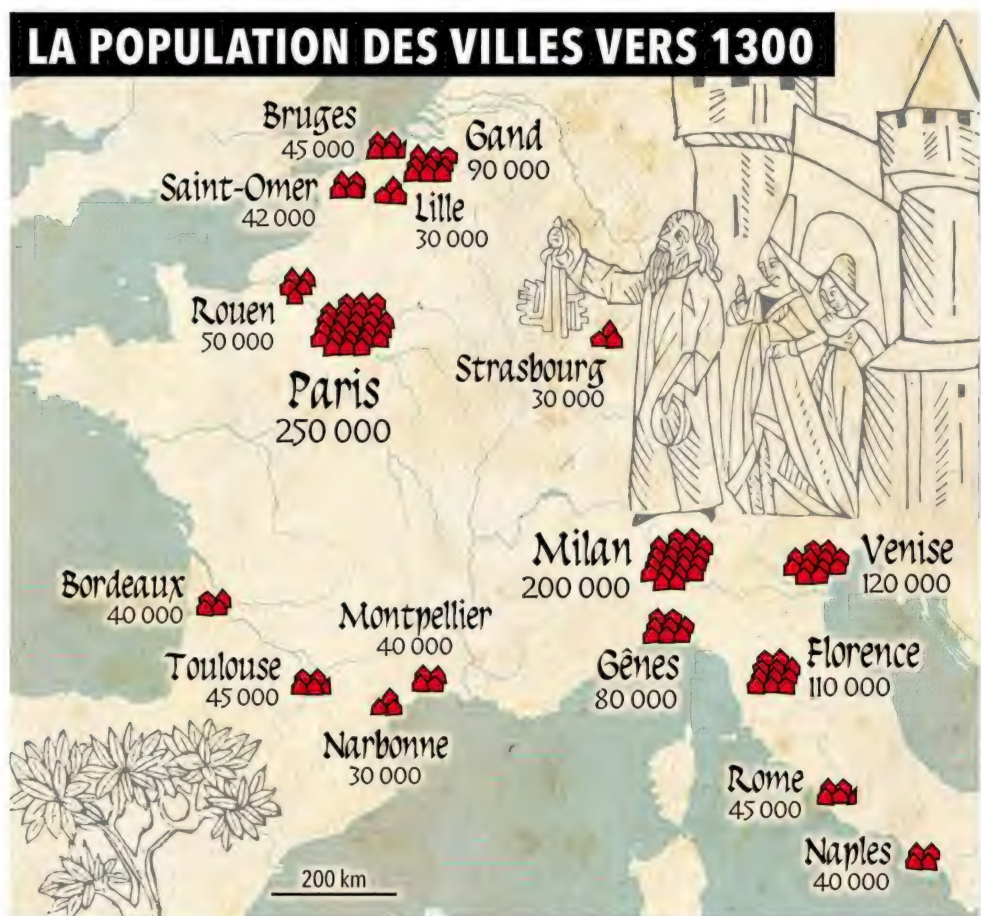 LA POPULATION DES VILLES VERS 1300
Bruges
45 000
Gand
90 000
Saint-Omer
42 000
Lille
30 000
Rouen
50 000
Paris
250 000
Strasbourg
30 000
Milan
200 000
Venise
120 000
Bordeaux
40 000
Montpellier
40 000
Gênes
80 000
Florence
110 000
Toulouse
45 000
Narbonne
30 000
Rome
45 000
Naples
40 000
200 km